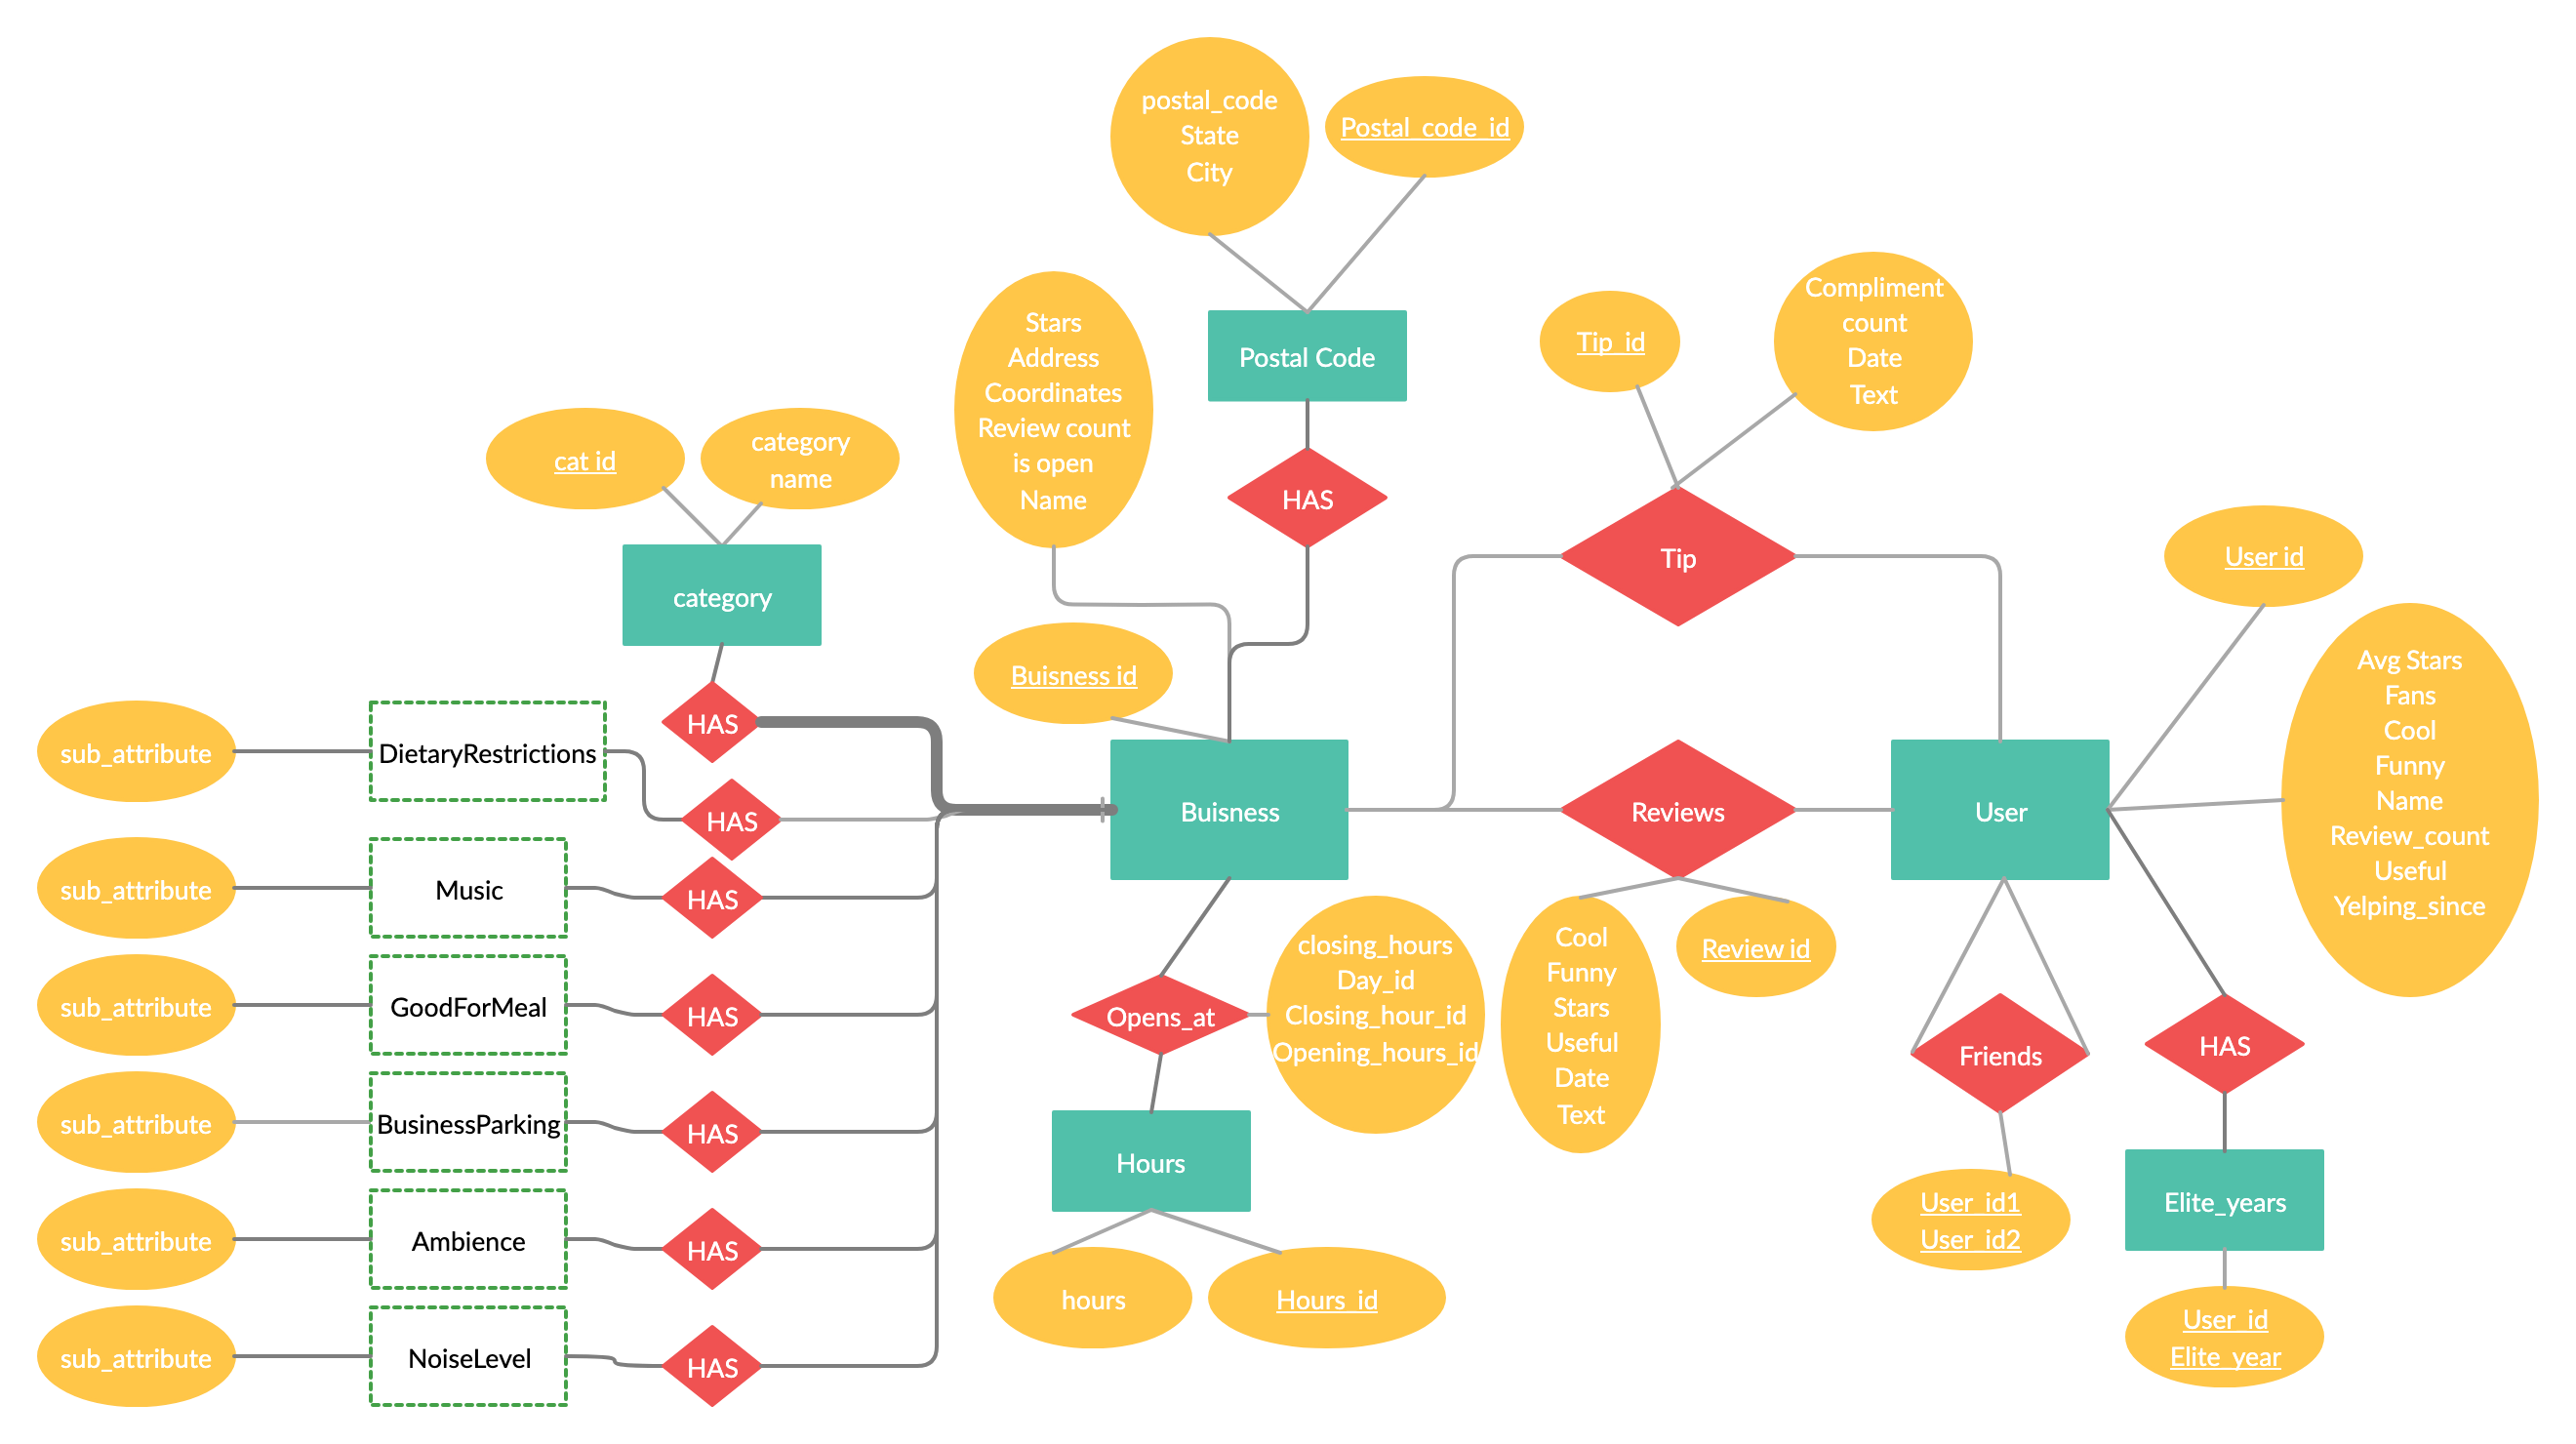 postal_code
State
City
Postal_code_id
Stars
Address
Coordinates
Review count
is open
Name
Postal Code
Tip_id
Compliment
count
Date
Text
cat id
category
name
HAS
category
Tip
User id
Buisness id
Avg Stars
Fans
Cool
Funny
Name
Review_count
Useful
Yelping_since
sub_attribute
DietaryRestrictions
HAS
HAS
Buisness
Reviews
User
sub_attribute
Music
HAS
sub_attribute
GoodForMeal
HAS
closing_hours
Day_id
Closing_hour_id
Opening_hours_id
Opens_at
Cool
Funny
Stars
Useful
Date
Text
Review id
Friends
HAS
sub_attribute
BusinessParking
HAS
Hours
User_id1
User_id2
Elite_years
sub_attribute
Ambience
HAS
hours
Hours_id
User_id
Elite_year
sub_attribute
NoiseLevel
HAS